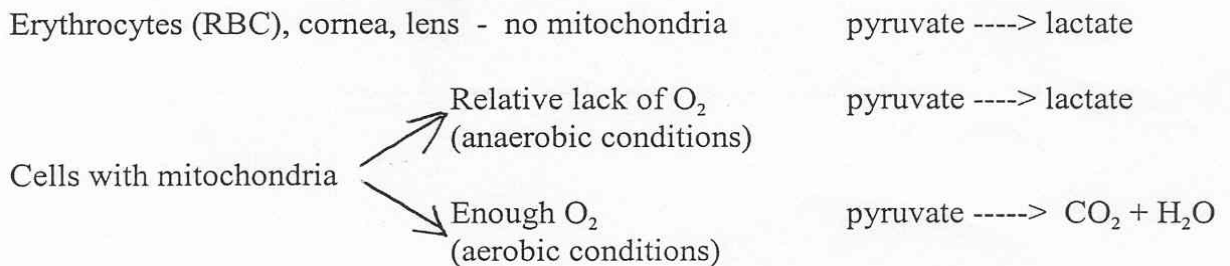 Erythrocytes (RBC), cornea, lens - no mitochondria pyruvate ----> lactate
Relative lack of O₂ pyruvate ----> lactate
(anaerobic conditions)
Cells with mitochondria
Enough O₂ pyruvate -----> CO₂ + H₂O
(aerobic conditions)